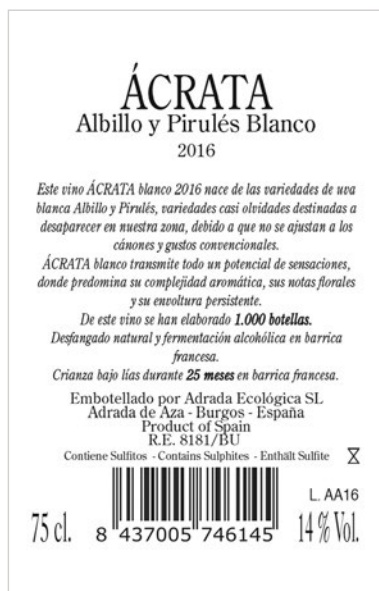 ÁCRATA
Albillo y Pirulés Blanco
2016
Este vino ÁCRATA blanco 2016 nace de las variedades de uva
blanca Albillo y Pirulés, variedades casi olvidades destinadas a
desaparecer en nuestra zona, debido a que no se ajustan a los
cánones y gustos convencionales.
ÁCRATA blanco transmite todo un potencial de sensaciones,
donde predomina su complejidad aromática, sus notas florales
y su envoltura persistente.
De este vino se han elaborado 1.000 botellas.
Desfangado natural y fermentación alcohólica en barrica
francesa.
Crianza bajo lías durante 25 meses en barrica francesa.
Embotellado por Adrada Ecológica SL
Adrada de Aza - Burgos - España
Product of Spain
R.E. 8181/BU
Contiene Sulfitos - Contains Sulphites - Enthält Sulfite
L. AA16
75 cl. 8 437005 746145 14 % Vol.